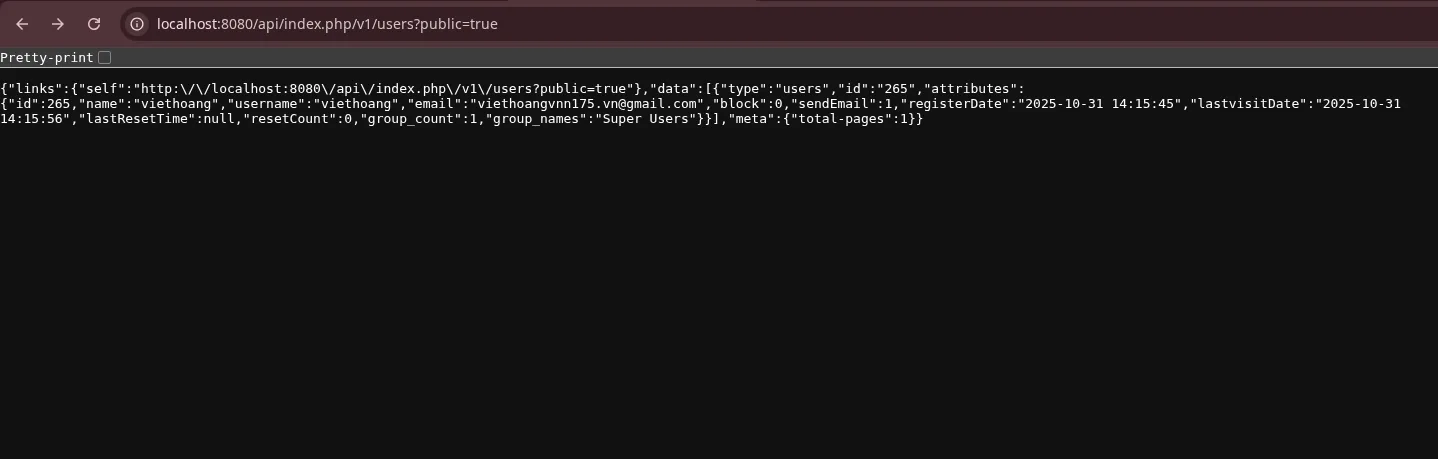 localhost:8080/api/index.php/v1/users?public=true
Pretty-print
{"links":{"self":"http:\/\/localhost:8080\/api\/index.php\/v1\/users?public=true"},"data":[{"type":"users","id":"265","attributes":
{"id":265,"name":"viethoang","username":"viethoang","email":"viethoangvnn175.vn@gmail.com","block":0,"sendEmail":1,"registerDate":"2025-10-31 14:15:45","lastvisitDate":"2025-10-31
14:15:56","lastResetTime":null,"resetCount":0,"group_count":1,"group_names":"Super Users"}}],"meta":{"total-pages":1}}